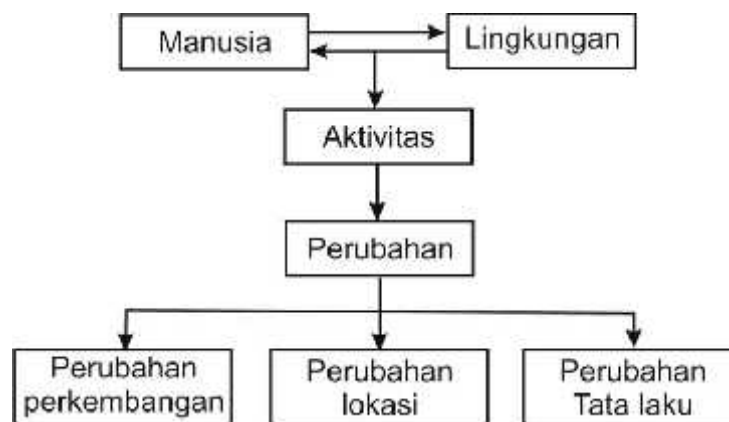 Manusia
Lingkungan
Aktivitas
Perubahan
Perubahan
perkembangan
Perubahan
lokasi
Perubahan
Tata laku